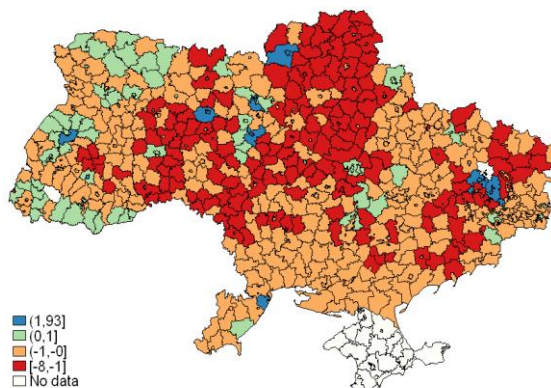 (1,93]
(0,1]
(-1,-0]
[-8,-1]
No data